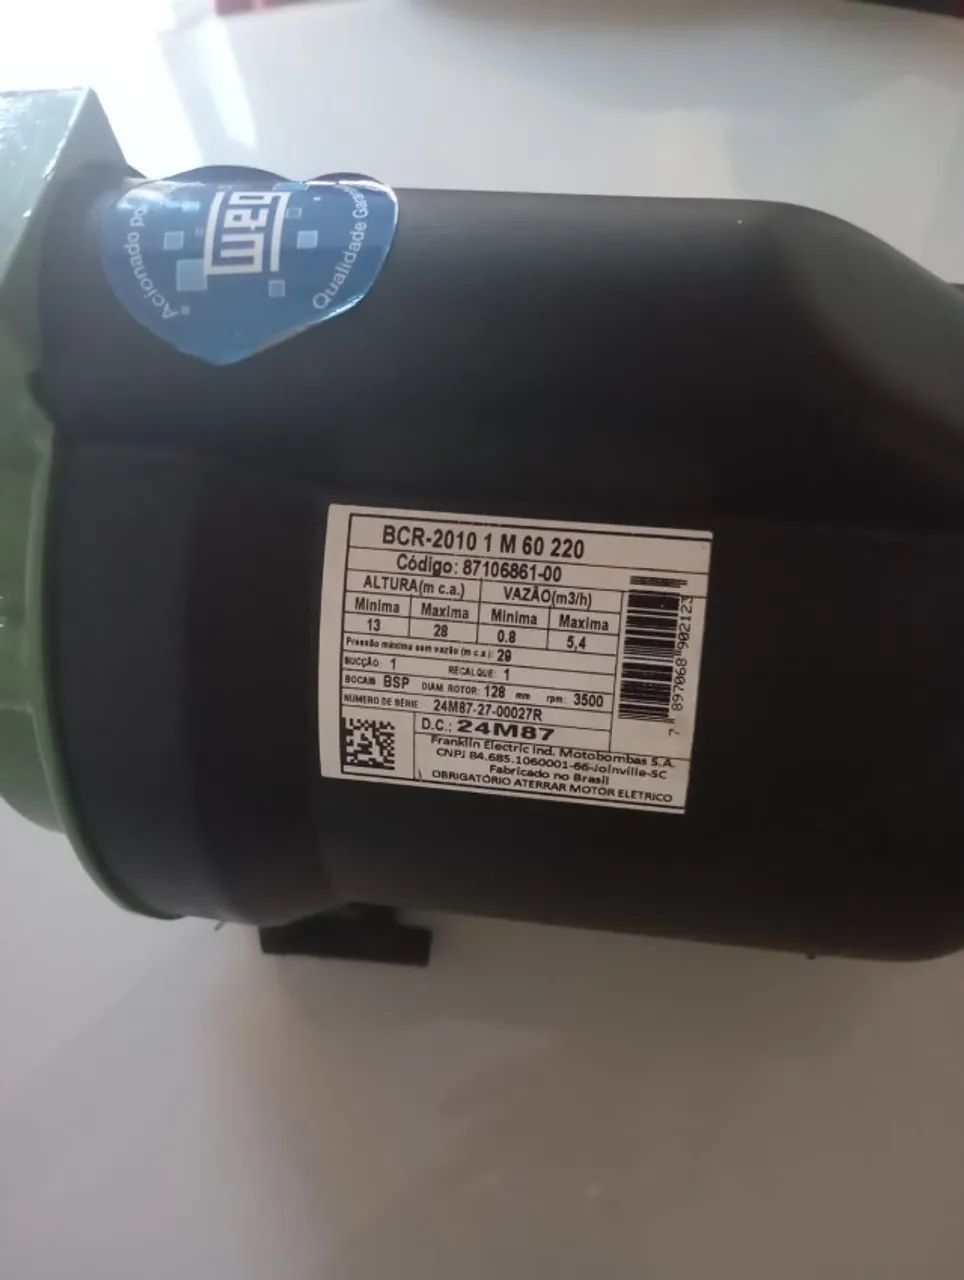 Acionado por
weg
Qualidade Garan
BCR-2010 1 M 60 220
Código: 87106861-00
ALTURA(m c.a.) VAZÃO(m3/h)
Minima Maxima Minima Maxima
13 28 0.8 5,4
Pressão máxima sem vazão (m c.a.): 29
SUCÇÃO: 1 RECALQUE: 1
BOCAIS BSP DIAM. ROTOR: 128 mm rpm 3500
NÚMERO DE SÉRIE 24M87-27-00027R
D.C.: 24M87
Franklin Electric Ind. Motobombas S.A.
CNPJ 84.685.1060001-66-Joinville-SC
Fabricado no Brasil
OBRIGATÓRIO ATERRAR MOTOR ELÉTRICO
7 897068 902123